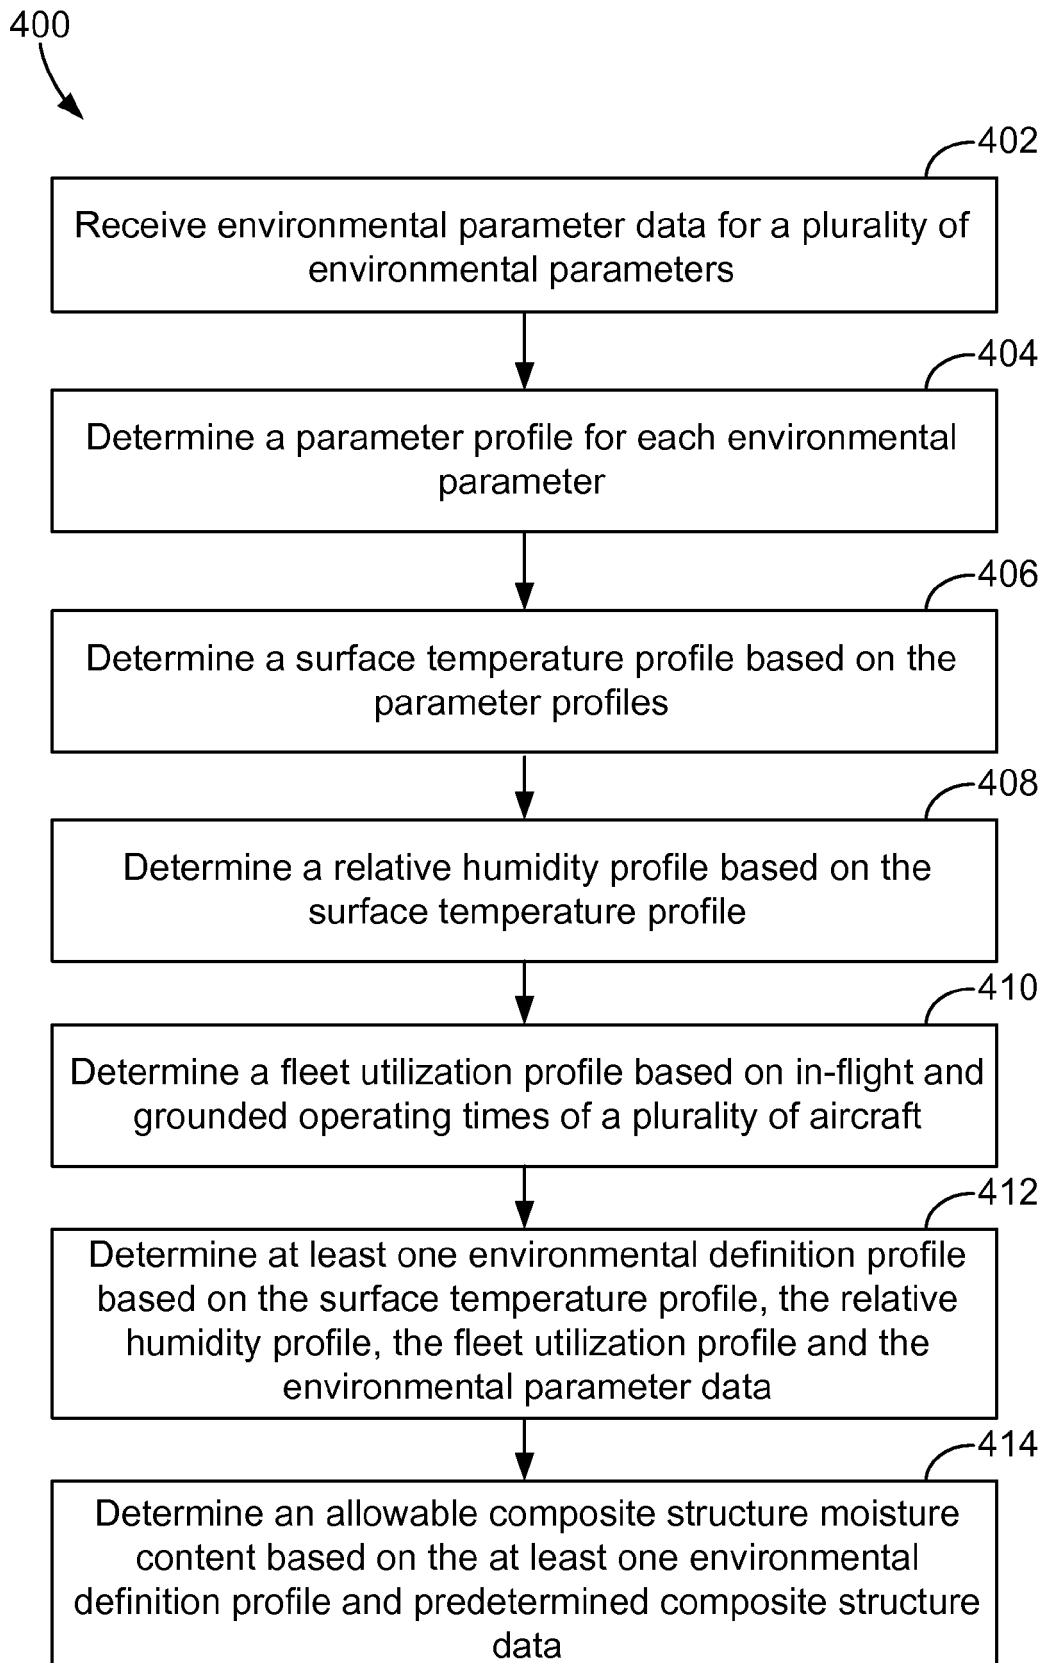 400
402
Receive environmental parameter data for a plurality of
environmental parameters
404
Determine a parameter profile for each environmental
parameter
406
Determine a surface temperature profile based on the
parameter profiles
408
Determine a relative humidity profile based on the
surface temperature profile
410
Determine a fleet utilization profile based on in-flight and
grounded operating times of a plurality of aircraft
412
Determine at least one environmental definition profile
based on the surface temperature profile, the relative
humidity profile, the fleet utilization profile and the
environmental parameter data
414
Determine an allowable composite structure moisture
content based on the at least one environmental
definition profile and predetermined composite structure
data